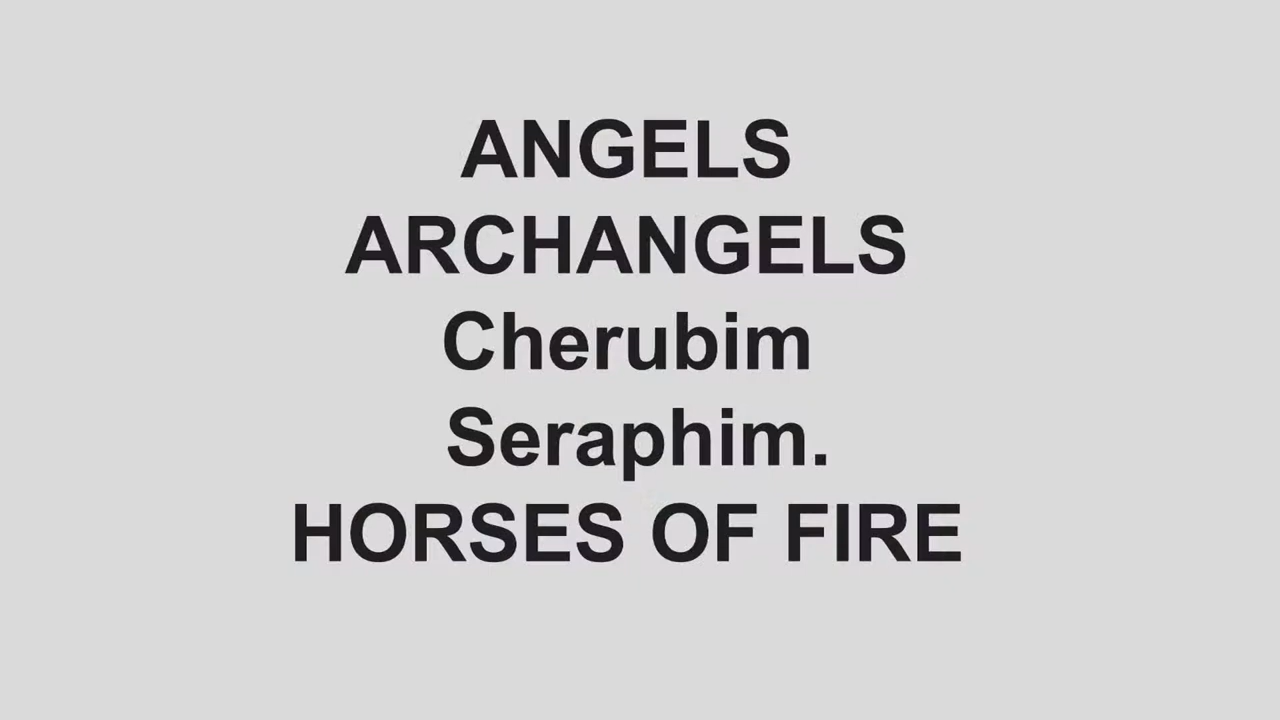 ANGELS
ARCHANGELS
Cherubim
Seraphim.
HORSES OF FIRE